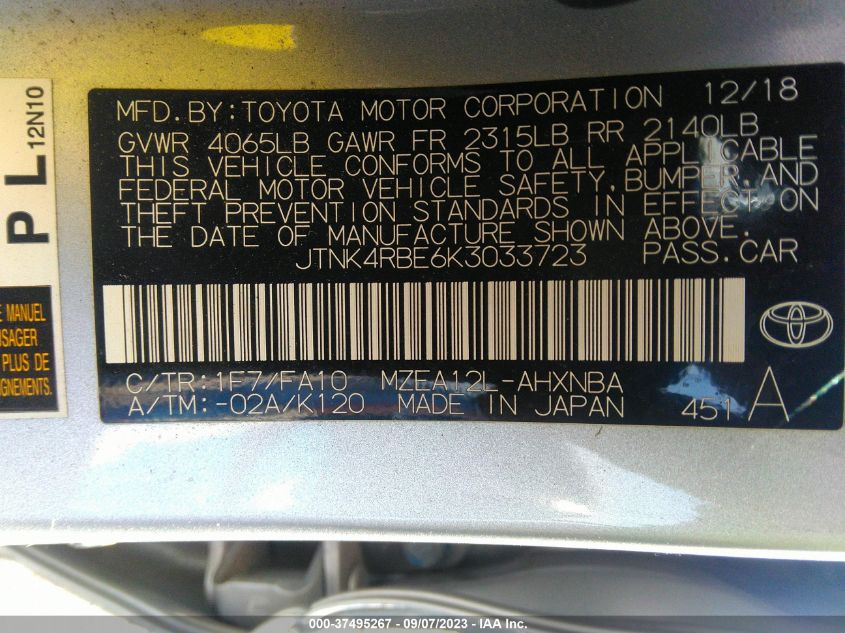 MFD.BY:TOYOTA MOTOR CORPORATION 12/18
GVWR 4065LB GAWR FR 2315LB RR 2140LB
THIS VEHICLE CONFORMS TO ALL APPLICABLE
FEDERAL MOTOR VEHICLE SAFETY,BUMPER,AND
THEFT PREVENTION STANDARDS IN EFFECT ON
THE DATE OF MANUFACTURE SHOWN ABOVE.
JTNK4RBE6K3033723 PASS.CAR
C/TR:1F7/FA10 MZEA12L-AHXNBA
A/TM:-02A/K120 MADE IN JAPAN 451 A
P L 12N10
MANUEL
PLUS DE
000-37495267 - 09/07/2023 - IAA Inc.